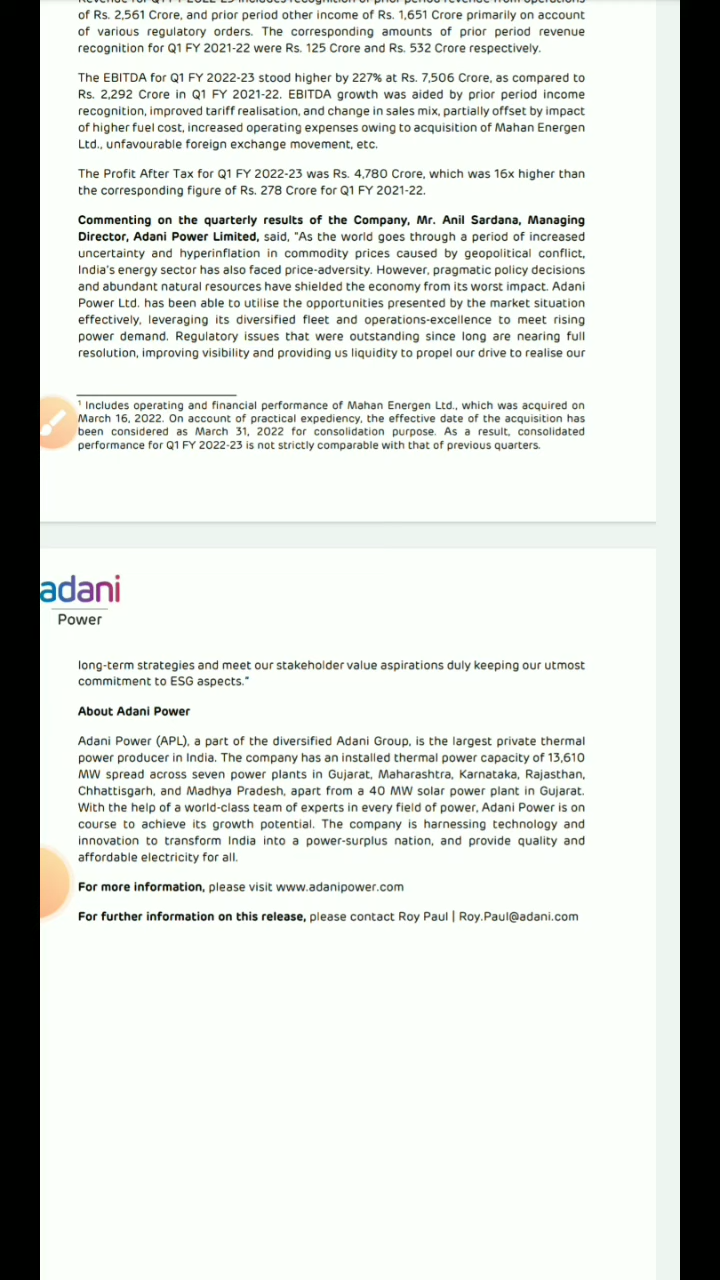 of Rs. 2,561 Crore, and prior period other income of Rs. 1,651 Crore primarily on account
of various regulatory orders. The corresponding amounts of prior period revenue
recognition for Q1 FY 2021-22 were Rs. 125 Crore and Rs. 532 Crore respectively.
The EBITDA for Q1 FY 2022-23 stood higher by 227% at Rs. 7,506 Crore, as compared to
Rs. 2,292 Crore in Q1 FY 2021-22. EBITDA growth was aided by prior period income
recognition, improved tariff realisation, and change in sales mix, partially offset by impact
of higher fuel cost, increased operating expenses owing to acquisition of Mahan Energen
Ltd., unfavourable foreign exchange movement, etc.
The Profit After Tax for Q1 FY 2022-23 was Rs. 4,780 Crore, which was 16x higher than
the corresponding figure of Rs. 278 Crore for Q1 FY 2021-22.
Commenting on the quarterly results of the Company, Mr. Anil Sardana, Managing
Director, Adani Power Limited, said, "As the world goes through a period of increased
uncertainty and hyperinflation in commodity prices caused by geopolitical conflict,
India's energy sector has also faced price-adversity. However, pragmatic policy decisions
and abundant natural resources have shielded the economy from its worst impact. Adani
Power Ltd. has been able to utilise the opportunities presented by the market situation
effectively, leveraging its diversified fleet and operations-excellence to meet rising
power demand. Regulatory issues that were outstanding since long are nearing full
resolution, improving visibility and providing us liquidity to propel our drive to realise our
¹ Includes operating and financial performance of Mahan Energen Ltd., which was acquired on
March 16, 2022. On account of practical expediency, the effective date of the acquisition has
been considered as March 31, 2022 for consolidation purpose. As a result, consolidated
performance for Q1 FY 2022-23 is not strictly comparable with that of previous quarters.
adani
Power
long-term strategies and meet our stakeholder value aspirations duly keeping our utmost
commitment to ESG aspects."
About Adani Power
Adani Power (APL), a part of the diversified Adani Group, is the largest private thermal
power producer in India. The company has an installed thermal power capacity of 13,610
MW spread across seven power plants in Gujarat, Maharashtra, Karnataka, Rajasthan,
Chhattisgarh, and Madhya Pradesh, apart from a 40 MW solar power plant in Gujarat.
With the help of a world-class team of experts in every field of power, Adani Power is on
course to achieve its growth potential. The company is harnessing technology and
innovation to transform India into a power-surplus nation, and provide quality and
affordable electricity for all.
For more information, please visit www.adanipower.com
For further information on this release, please contact Roy Paul | Roy.Paul@adani.com